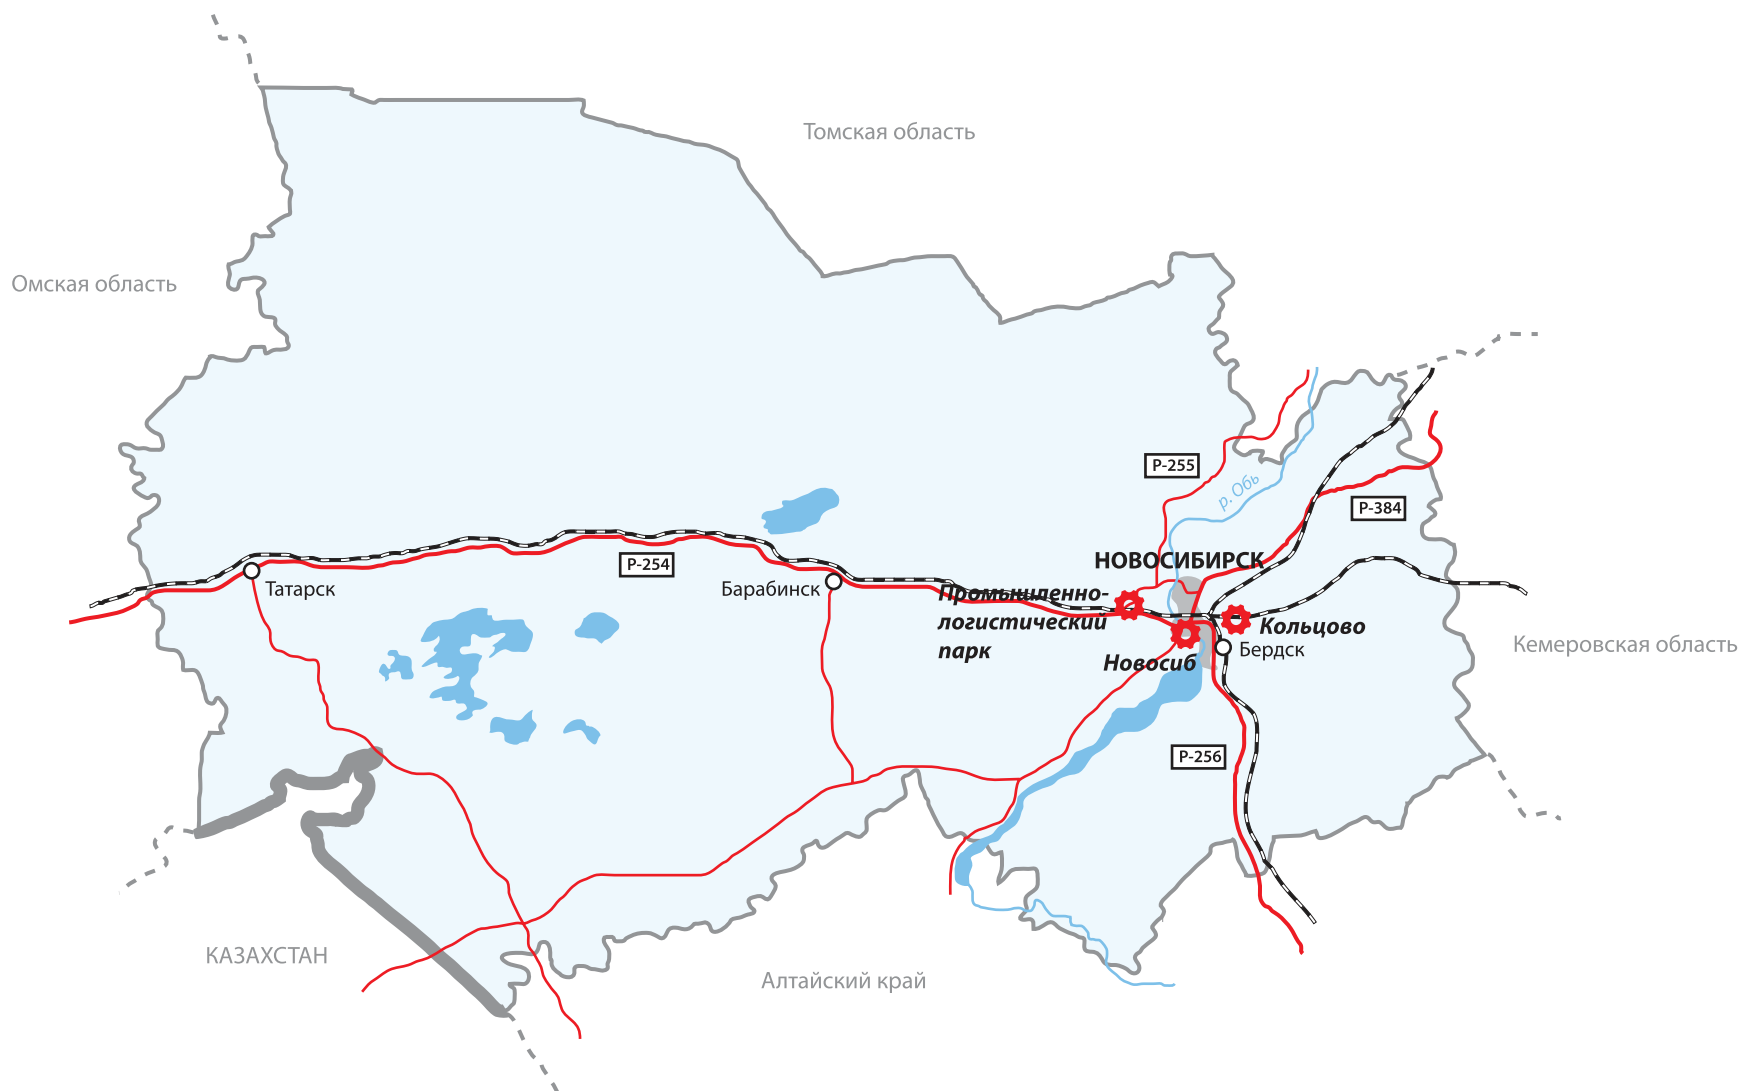 Томская область
Омская область
Р-255
р. Обь
Р-384
НОВОСИБИРСК
Р-254
Татарск
Барабинск
Промышленно-
логистический
парк
Кольцово
Бердск
Новосиб
Кемеровская область
Р-256
КАЗАХСТАН
Алтайский край